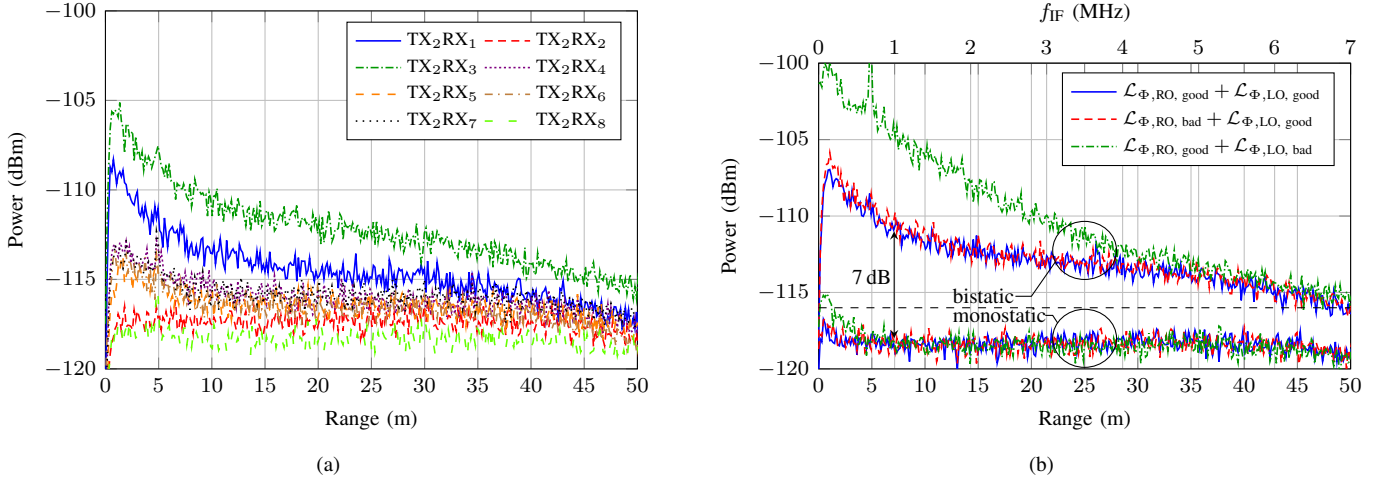 −100
−105
−110
−115
−120
Power (dBm)
TX₂RX₁ TX₂RX₂
TX₂RX₃ TX₂RX₄
TX₂RX₅ TX₂RX₆
TX₂RX₇ TX₂RX₈
0 5 10 15 20 25 30 35 40 45 50
Range (m)
(a)
f_IF (MHz)
0 1 2 3 4 5 6 7
−100
−105
−110
−115
−120
Power (dBm)
ℒ_Φ,RO, good + ℒ_Φ,LO, good
ℒ_Φ,RO, bad + ℒ_Φ,LO, good
ℒ_Φ,RO, good + ℒ_Φ,LO, bad
7 dB
bistatic
monostatic
0 5 10 15 20 25 30 35 40 45 50
Range (m)
(b)